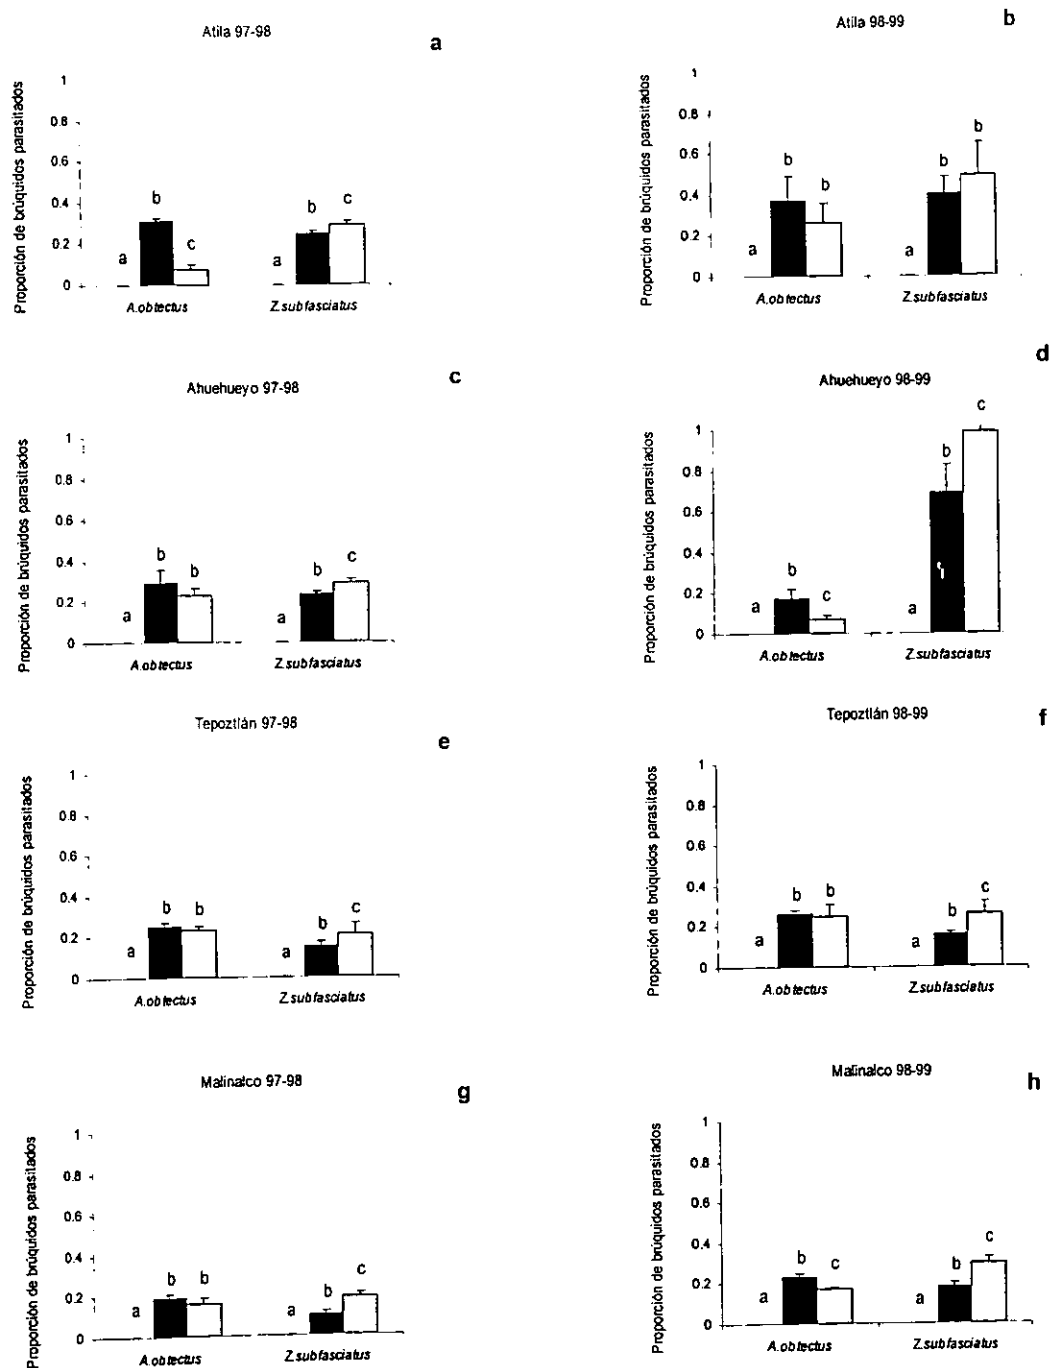 Atila 97-98
a
Proporción de brúquidos parasitados
1
0.8
0.6
0.4
0.2
0
a
b
c
a
b
c
A.obtectus
Z.subfasciatus
Atila 98-99
b
Proporción de brúquidos parasitados
1
0.8
0.6
0.4
0.2
0
a
b
b
a
b
b
A.obtectus
Z.subfasciatus
Ahuehueyo 97-98
c
Proporción de brúquidos parasitados
1
0.8
0.6
0.4
0.2
0
a
b
b
a
b
c
A.obtectus
Z.subfasciatus
Ahuehueyo 98-99
d
Proporción de brúquidos parasitados
1
0.8
0.6
0.4
0.2
0
a
b
c
a
b
c
A.obtectus
Z.subfasciatus
Tepoztlán 97-98
e
Proporción de brúquidos parasitados
1
0.8
0.6
0.4
0.2
0
a
b
b
a
b
c
A.obtectus
Z.subfasciatus
Tepoztlán 98-99
f
Proporción de brúquidos parasitados
1
0.8
0.6
0.4
0.2
0
a
b
b
a
b
c
A.obtectus
Z.subfasciatus
Malinalco 97-98
g
Proporción de brúquidos parasitados
1
0.8
0.6
0.4
0.2
0
a
b
b
a
b
c
A.obtectus
Z.subfasciatus
Malinalco 98-99
h
Proporción de brúquidos parasitados
1
0.8
0.6
0.4
0.2
0
a
b
c
a
b
c
A.obtectus
Z.subfasciatus